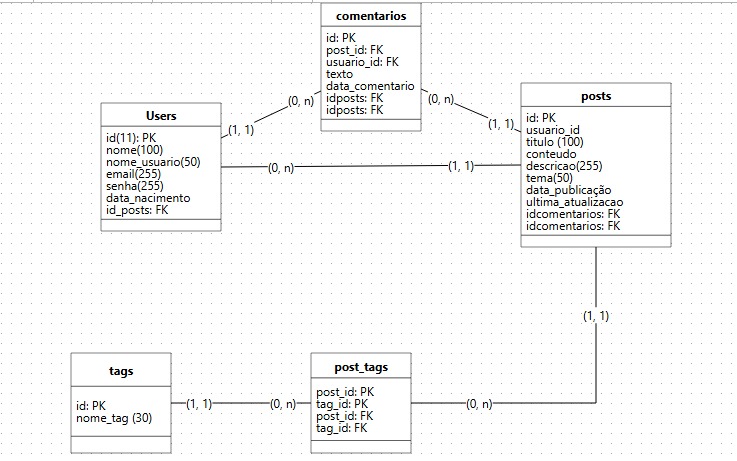 comentarios
id: PK
post_id: FK
usuario_id: FK
texto
data_comentario
idposts: FK
idposts: FK
(0, n)
(0, n)
(1, 1)
(1, 1)
Users
id(11): PK
nome(100)
nome_usuario(50)
email(255)
senha(255)
data_nacimento
id_posts: FK
(0, n)
(1, 1)
posts
id: PK
usuario_id
titulo (100)
conteudo
descricao(255)
tema(50)
data_publicação
ultima_atualizacao
idcomentarios: FK
idcomentarios: FK
(1, 1)
tags
id: PK
nome_tag (30)
(1, 1)
(0, n)
post_tags
post_id: PK
tag_id: PK
post_id: FK
tag_id: FK
(0, n)